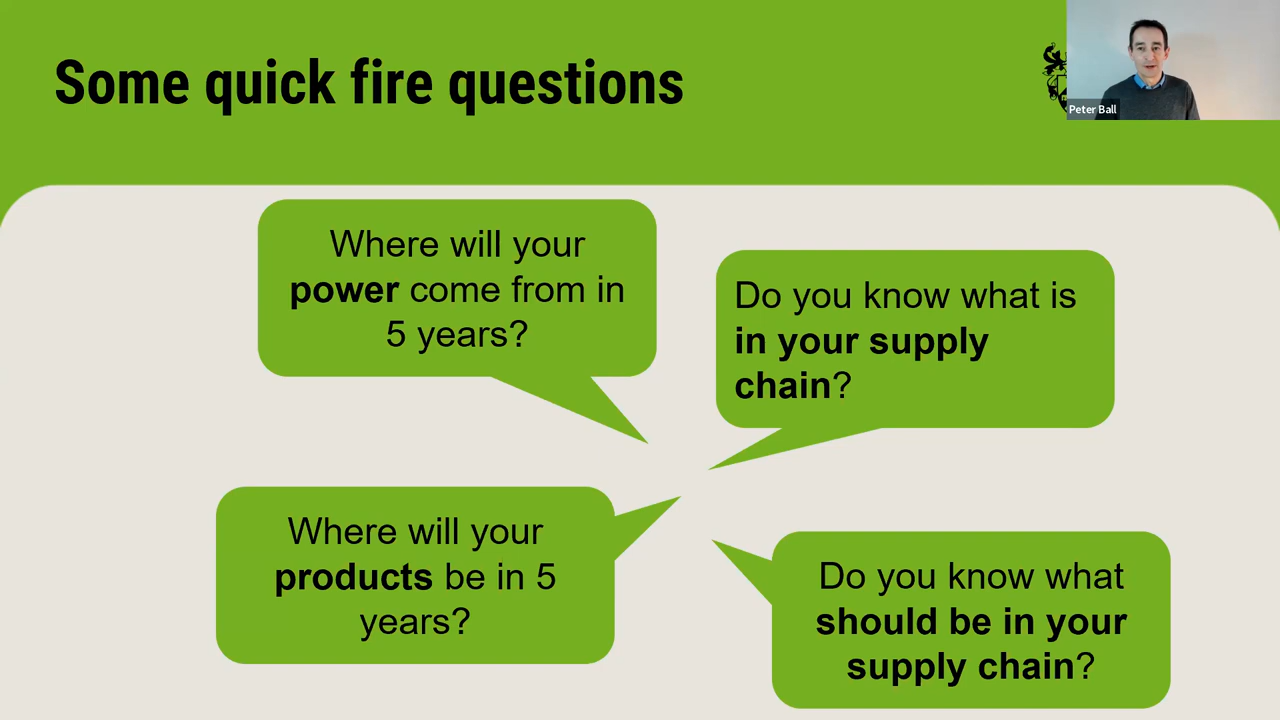 Some quick fire questions
Peter Ball
Where will your
power come from in
5 years?
Do you know what is
in your supply
chain?
Where will your
products be in 5
years?
Do you know what
should be in your
supply chain?